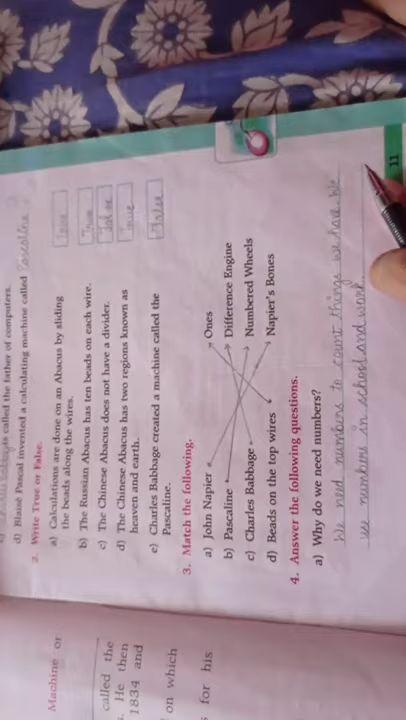 is called the father of computers.
d) Blaise Pascal invented a calculating machine called Pascaline
2. Write True or False.
a) Calculations are done on an Abacus by sliding
the beads along the wires. True
b) The Russian Abacus has ten beads on each wire. True
c) The Chinese Abacus does not have a divider. False
d) The Chinese Abacus has two regions known as
heaven and earth. True
e) Charles Babbage created a machine called the
Pascaline. False
3. Match the following.
a) John Napier Ones
b) Pascaline Difference Engine
c) Charles Babbage Numbered Wheels
d) Beads on the top wires Napier's Bones
4. Answer the following questions.
a) Why do we need numbers?
We need numbers to count things we have. We
use numbers in school and work.
11
Machine or
called the
. He then
1834 and
on which
for his